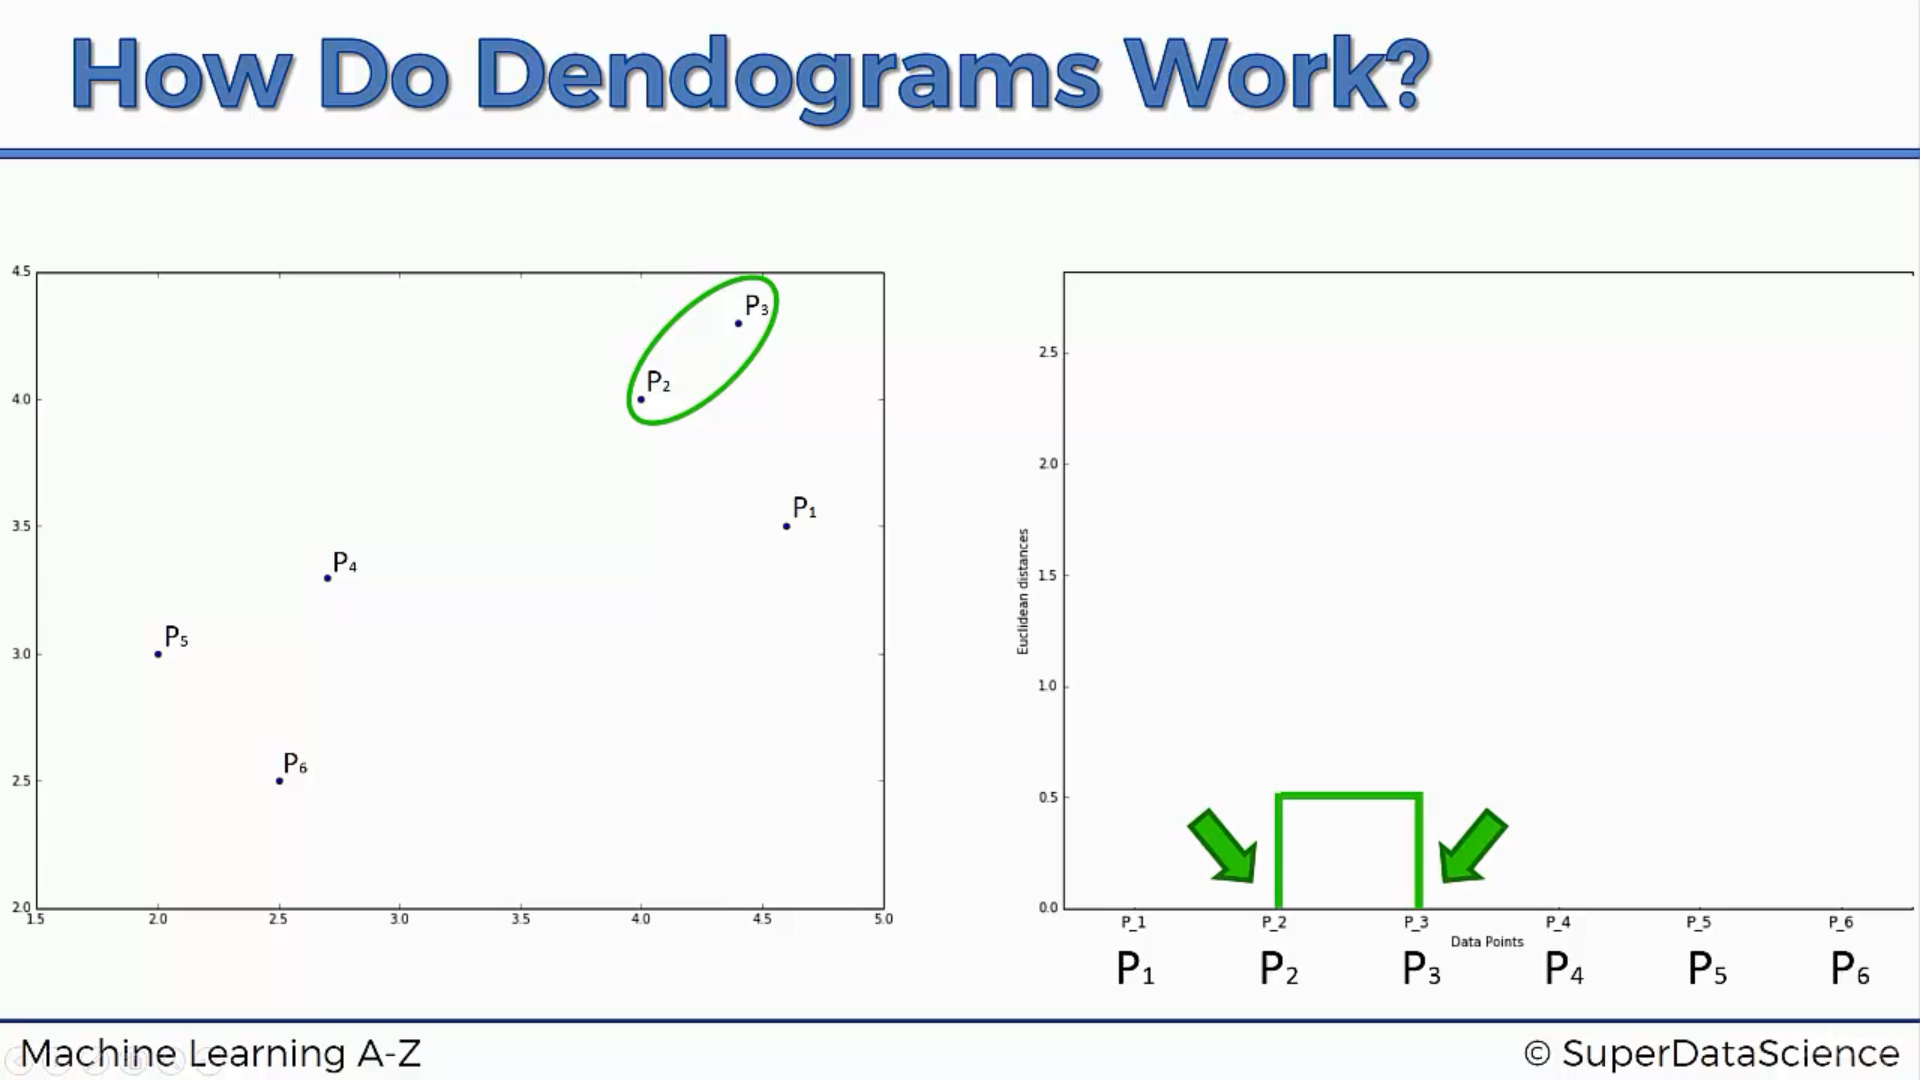 How Do Dendograms Work?
4.5
4.0
3.5
3.0
2.5
2.0
1.5 2.0 2.5 3.0 3.5 4.0 4.5 5.0
P₃
P₂
P₁
P₄
P₅
P₆
2.5
2.0
1.5
1.0
0.5
0.0
Euclidean distances
P_1 P_2 P_3 P_4 P_5 P_6
Data Points
P₁ P₂ P₃ P₄ P₅ P₆
Machine Learning A-Z
© SuperDataScience